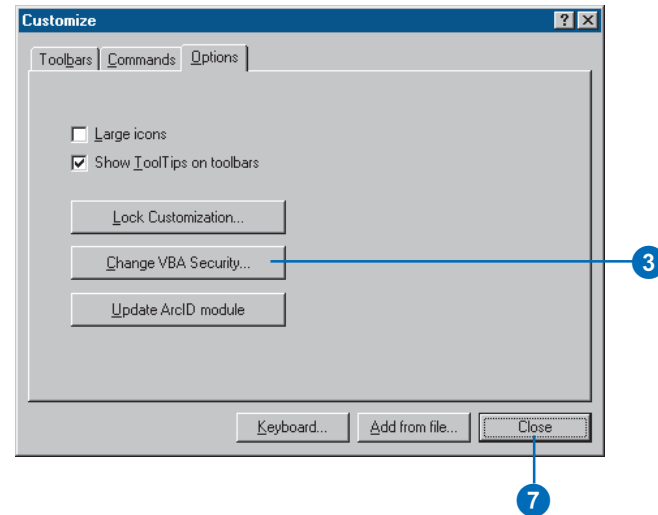 Customize
Toolbars Commands Options
Large icons
Show ToolTips on toolbars
Lock Customization...
Change VBA Security...
3
Update ArcID module
Keyboard... Add from file... Close
7